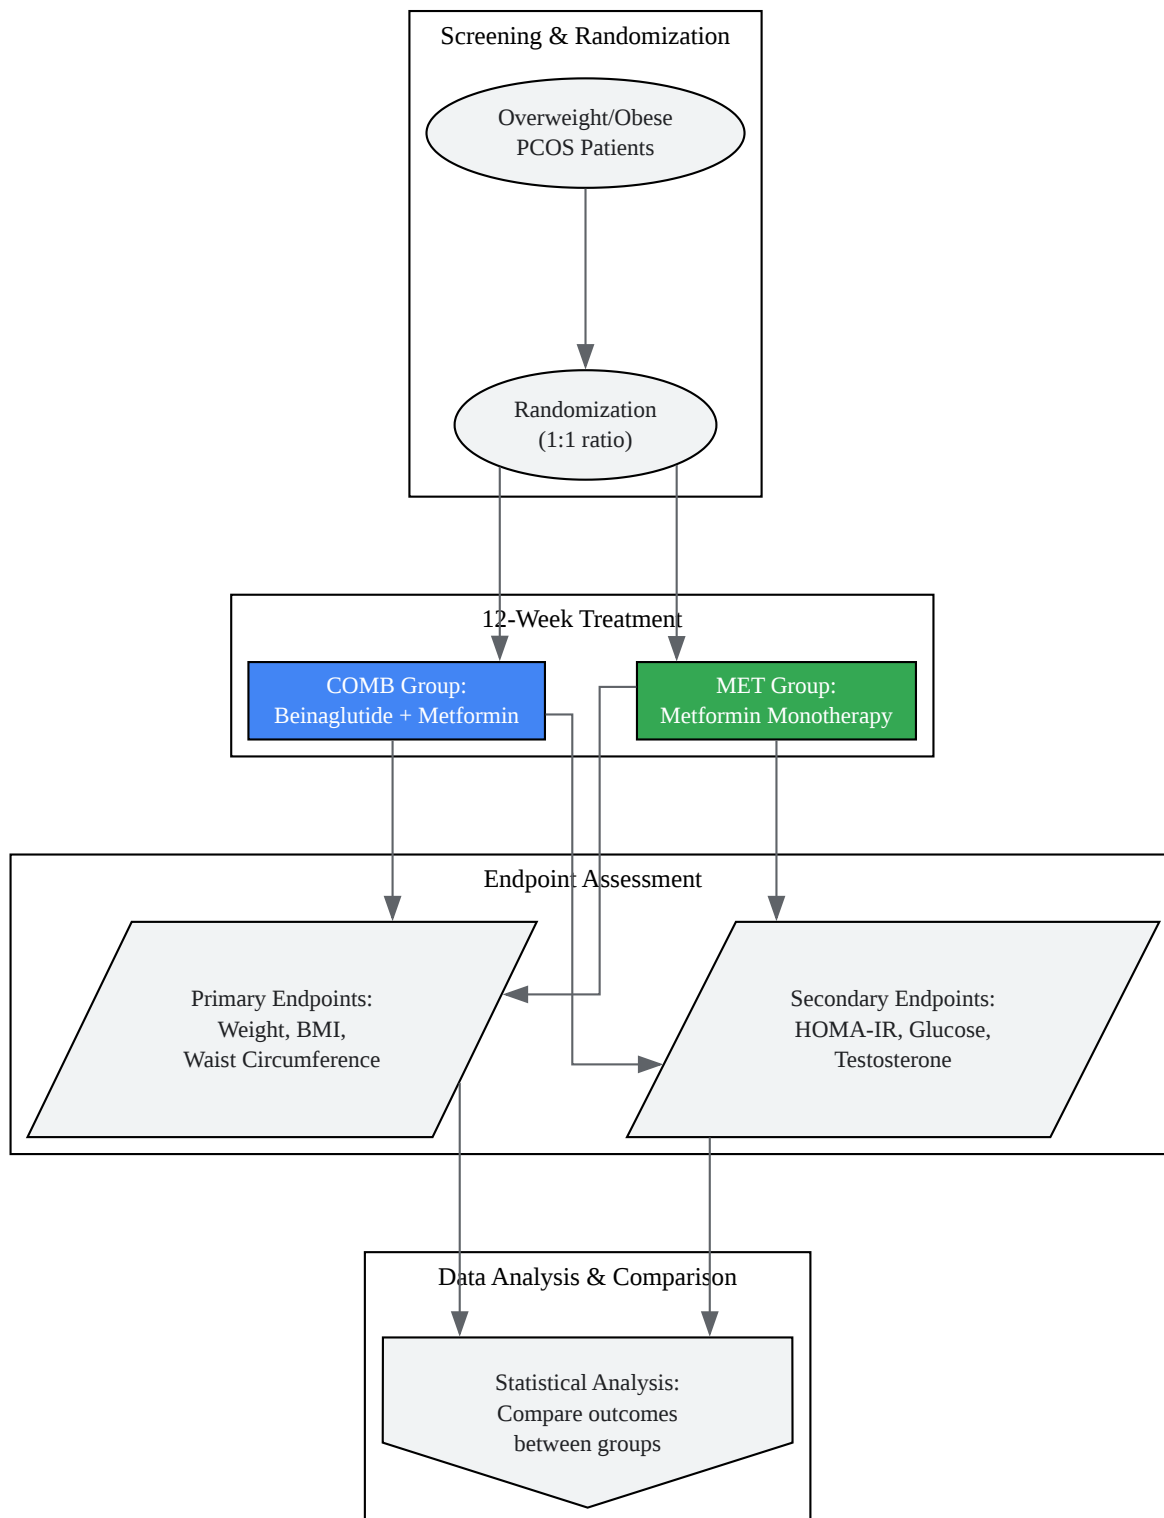 Screening & Randomization
Overweight/Obese
PCOS Patients
Randomization
(1:1 ratio)
12-Week Treatment
COMB Group:
Beinaglutide + Metformin
MET Group:
Metformin Monotherapy
Endpoint Assessment
Primary Endpoints:
Weight, BMI,
Waist Circumference
Secondary Endpoints:
HOMA-IR, Glucose,
Testosterone
Data Analysis & Comparison
Statistical Analysis:
Compare outcomes
between groups